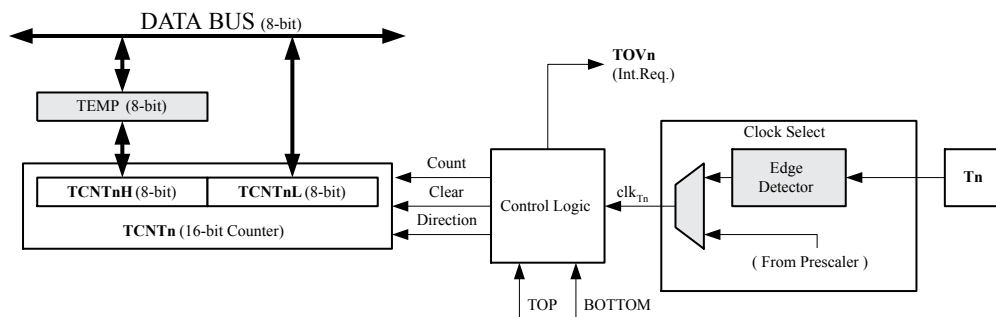 DATA BUS (8-bit)
TOVn
(Int.Req.)
TEMP (8-bit)
Clock Select
Count
Edge
Detector
Tn
TCNTnH (8-bit)
TCNTnL (8-bit)
Clear
Control Logic
clkTn
Direction
TCNTn (16-bit Counter)
( From Prescaler )
TOP
BOTTOM